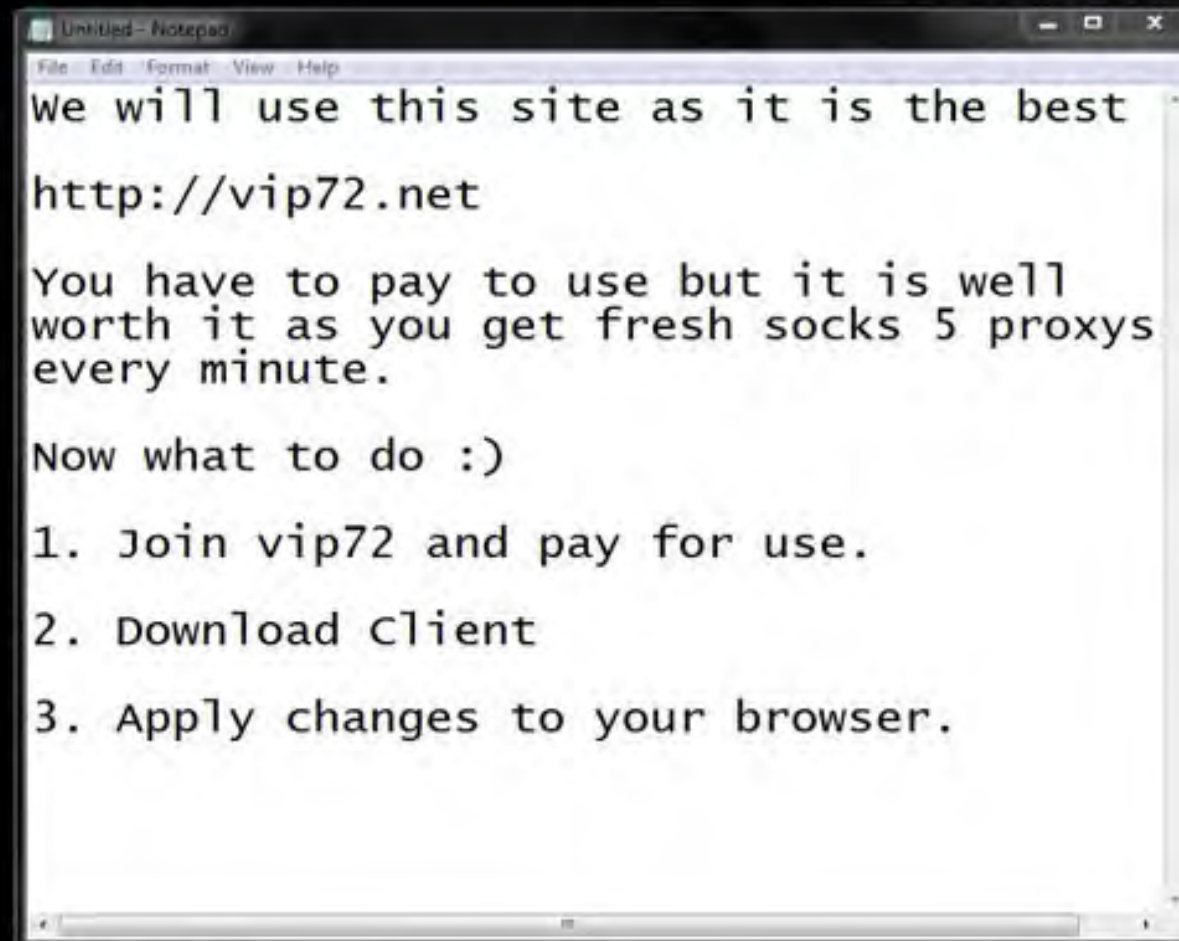 Untitled - Notepad
File Edit Format View Help
We will use this site as it is the best
http://vip72.net
You have to pay to use but it is well
worth it as you get fresh socks 5 proxys
every minute.
Now what to do :)
1. Join vip72 and pay for use.
2. Download Client
3. Apply changes to your browser.